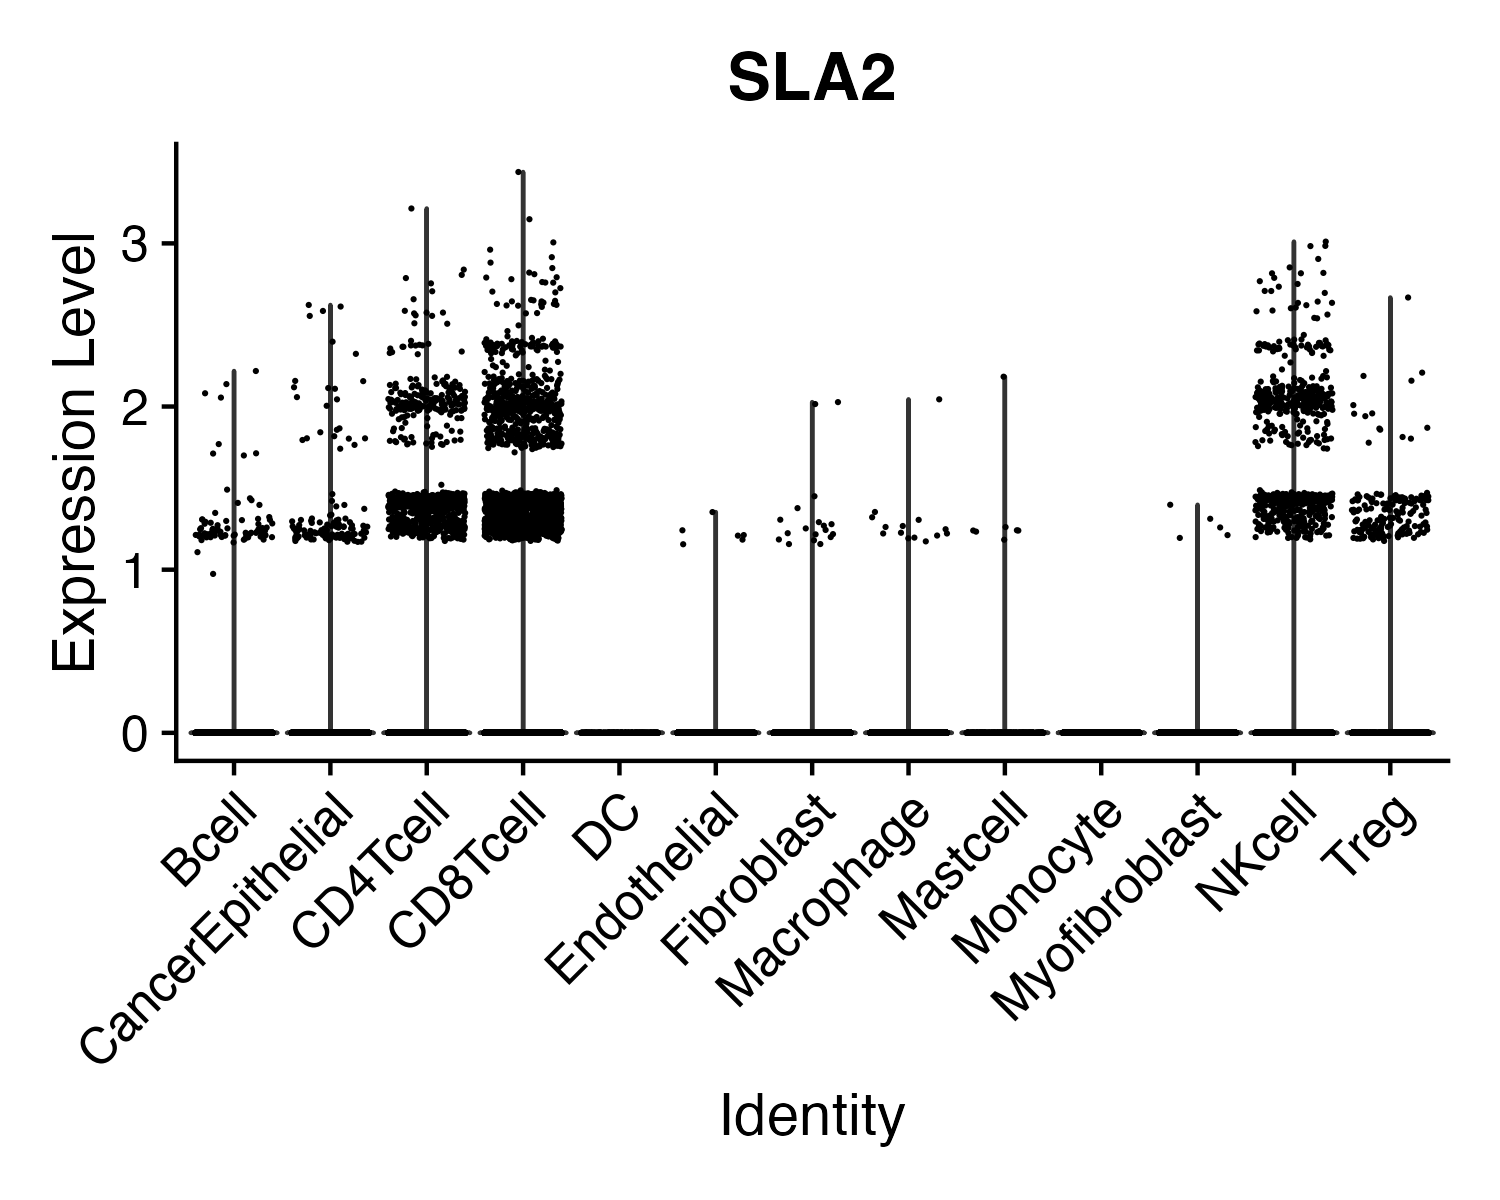 SLA2
Expression Level
3
2
1
0
Bcell
CancerEpithelial
CD4Tcell
CD8Tcell
DC
Endothelial
Fibroblast
Macrophage
Mastcell
Monocyte
Myofibroblast
NKcell
Treg
Identity